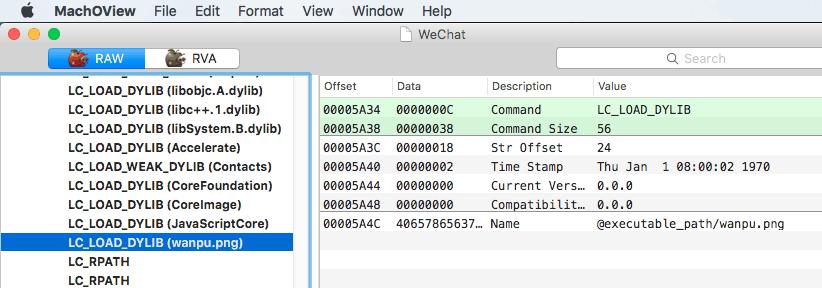 MachOView File Edit Format View Window Help
WeChat
RAW RVA Search
LC_LOAD_DYLIB (libobjc.A.dylib)
LC_LOAD_DYLIB (libc++.1.dylib)
LC_LOAD_DYLIB (libSystem.B.dylib)
LC_LOAD_DYLIB (Accelerate)
LC_LOAD_WEAK_DYLIB (Contacts)
LC_LOAD_DYLIB (CoreFoundation)
LC_LOAD_DYLIB (CoreImage)
LC_LOAD_DYLIB (JavaScriptCore)
LC_LOAD_DYLIB (wanpu.png)
LC_RPATH
LC_RPATH
Offset Data Description Value
00005A34 0000000C Command LC_LOAD_DYLIB
00005A38 00000038 Command Size 56
00005A3C 00000018 Str Offset 24
00005A40 00000002 Time Stamp Thu Jan 1 08:00:02 1970
00005A44 00000000 Current Vers... 0.0.0
00005A48 00000000 Compatibilit... 0.0.0
00005A4C 40657865637... Name @executable_path/wanpu.png